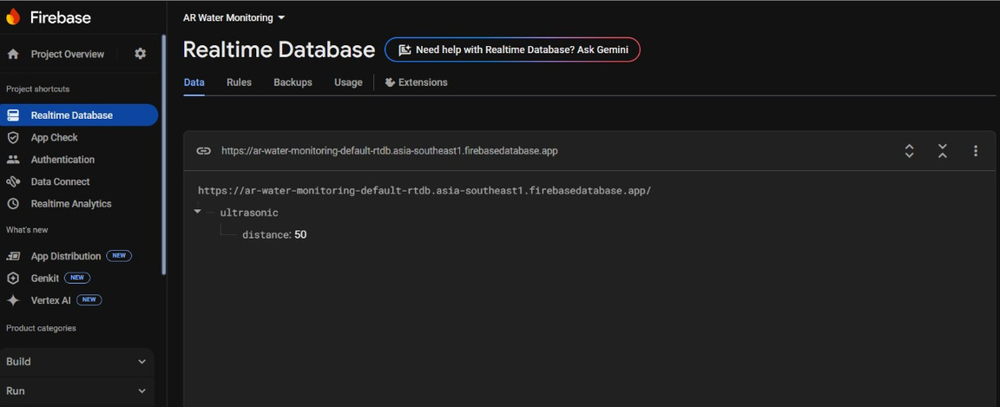 Firebase
AR Water Monitoring
Project Overview
Realtime Database
Need help with Realtime Database? Ask Gemini
Data Rules Backups Usage Extensions
Project shortcuts
Realtime Database
App Check
Authentication
Data Connect
Realtime Analytics
What's new
App Distribution NEW
Genkit NEW
Vertex AI NEW
Product categories
Build
Run
https://ar-water-monitoring-default-rtdb.asia-southeast1.firebasedatabase.app
https://ar-water-monitoring-default-rtdb.asia-southeast1.firebasedatabase.app/
ultrasonic
distance: 50